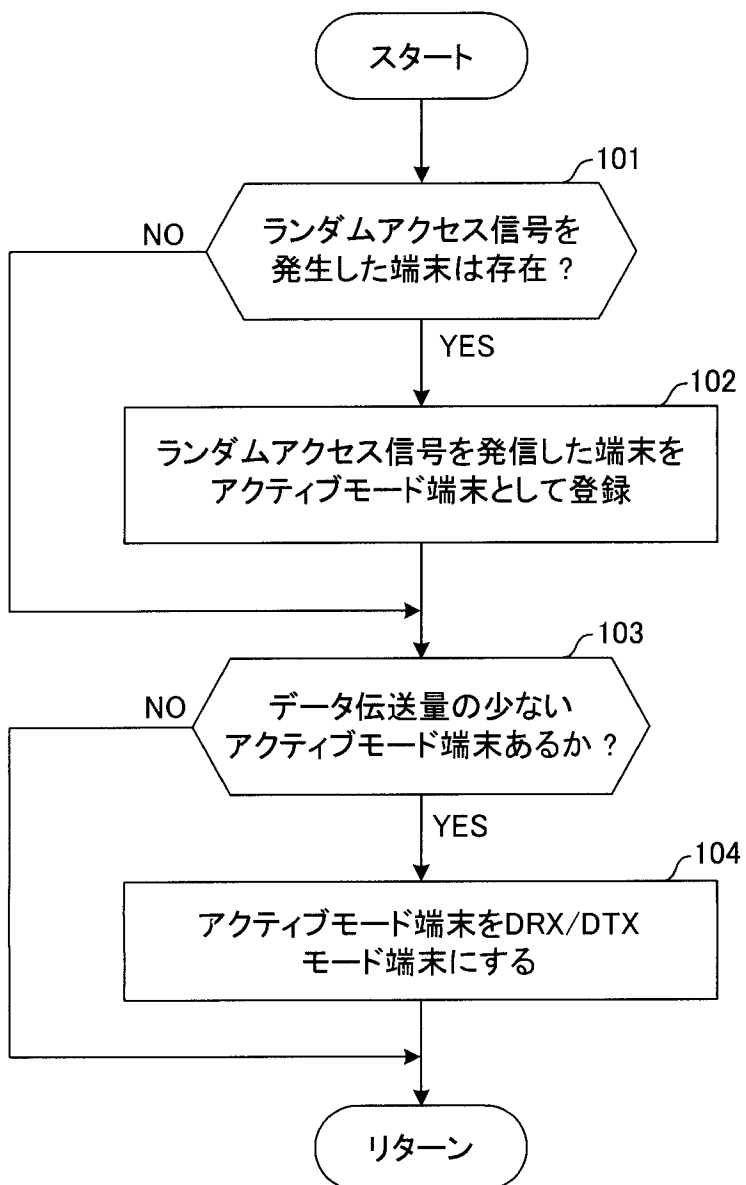 スタート
101
ランダムアクセス信号を
発生した端末は存在？
NO
YES
102
ランダムアクセス信号を発信した端末を
アクティブモード端末として登録
103
データ伝送量の少ない
アクティブモード端末あるか？
NO
YES
104
アクティブモード端末をDRX/DTX
モード端末にする
リターン